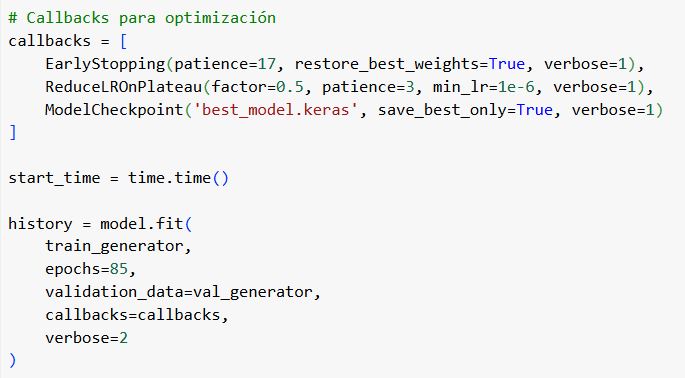 # Callbacks para optimización
callbacks = [
    EarlyStopping(patience=17, restore_best_weights=True, verbose=1),
    ReduceLROnPlateau(factor=0.5, patience=3, min_lr=1e-6, verbose=1),
    ModelCheckpoint('best_model.keras', save_best_only=True, verbose=1)
]
start_time = time.time()
history = model.fit(
    train_generator,
    epochs=85,
    validation_data=val_generator,
    callbacks=callbacks,
    verbose=2
)